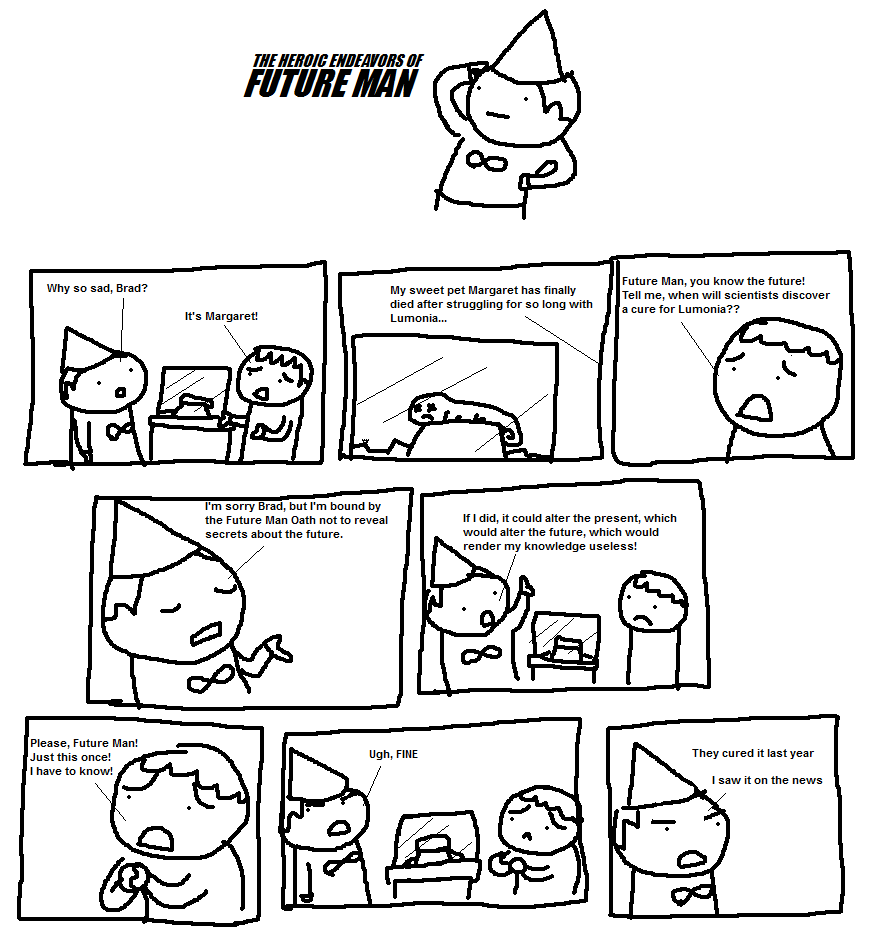 THE HEROIC ENDEAVORS OF
FUTURE MAN
Why so sad, Brad?
It's Margaret!
My sweet pet Margaret has finally
died after struggling for so long with
Lumonia...
Future Man, you know the future!
Tell me, when will scientists discover
a cure for Lumonia??
I'm sorry Brad, but I'm bound by
the Future Man Oath not to reveal
secrets about the future.
If I did, it could alter the present, which
would alter the future, which would
render my knowledge useless!
Please, Future Man!
Just this once!
I have to know!
Ugh, FINE
They cured it last year
I saw it on the news